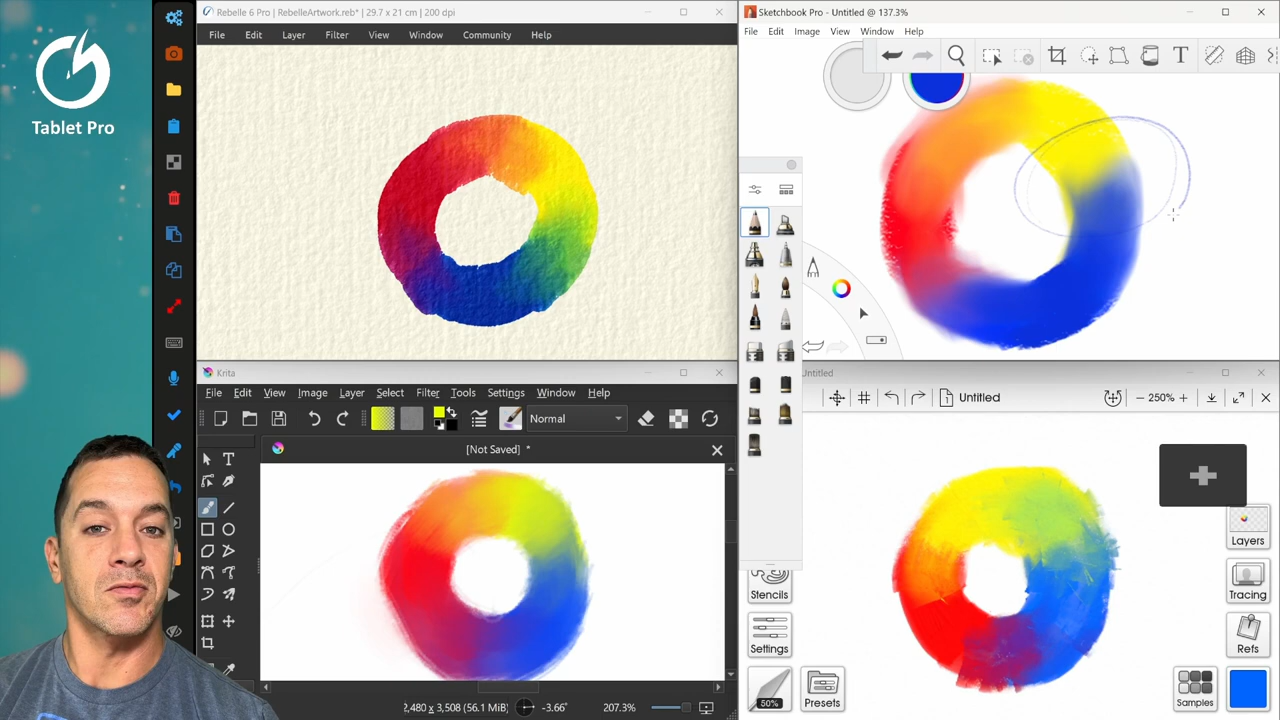 Tablet Pro
Rebelle 6 Pro | RebelleArtwork.reb* | 29.7 x 21 cm | 200 dpi
File Edit Layer Filter View Window Community Help
Sketchbook Pro - Untitled @ 137.3%
File Edit Image View Window Help
T
Krita
File Edit View Image Layer Select Filter Tools Settings Window Help
Normal
[Not Saved] *
T
2,480 x 3,508 (56.1 MiB) -3.66° 207.3%
Untitled
Untitled
250%
Layers
Stencils
Tracing
Settings
Refs
50%
Presets
Samples